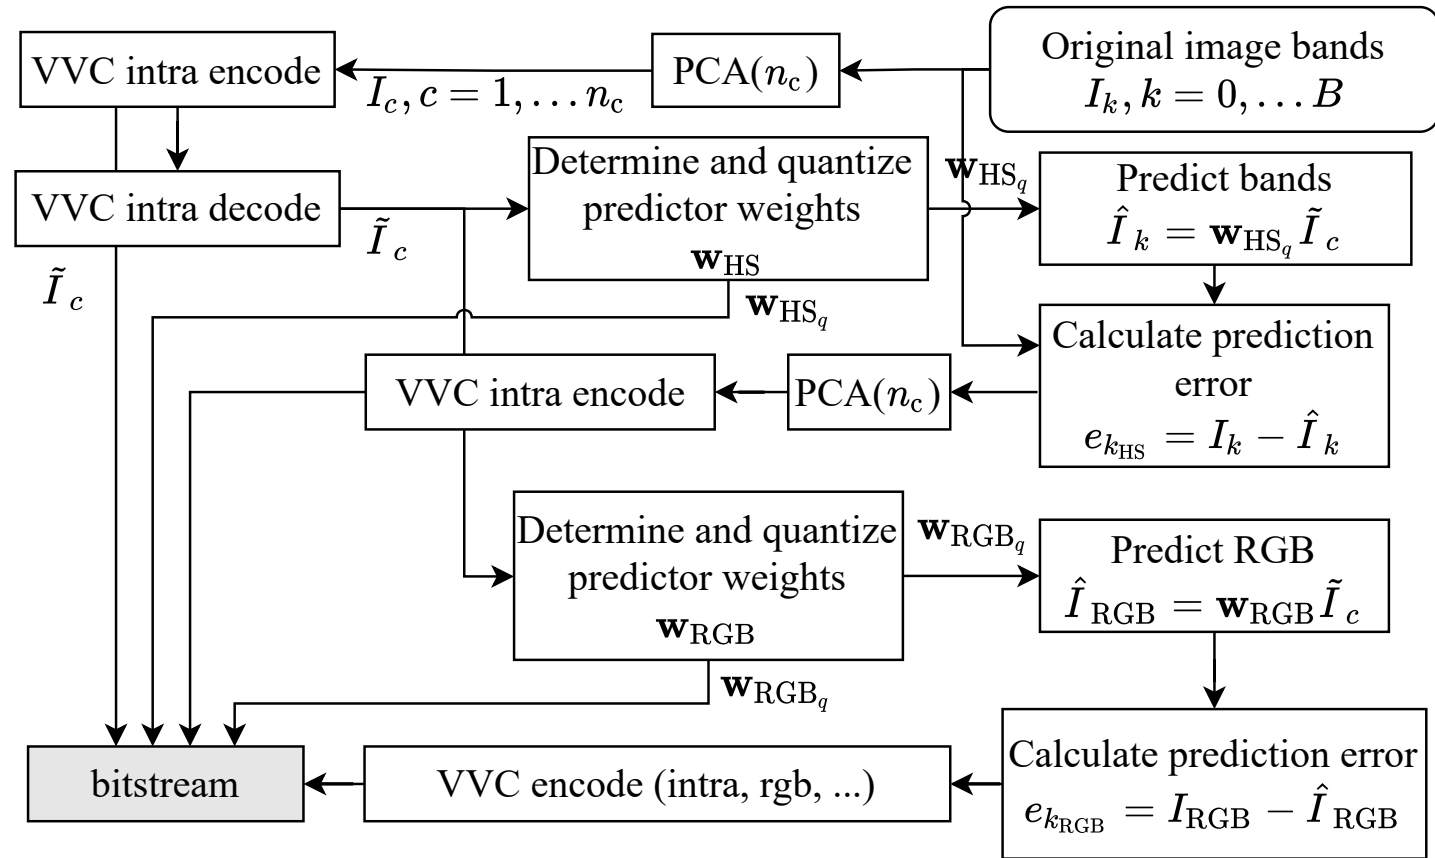 Original image bands
I_k, k = 0, … B
PCA(n_c)
I_c, c = 1, … n_c
VVC intra encode
VVC intra decode
Ĩ_c
Ĩ_c
Determine and quantize
predictor weights
w_HS
w_HS_q
w_HS_q
Predict bands
Î_k = w_HS_q Ĩ_c
Calculate prediction
error
e_k_HS = I_k − Î_k
PCA(n_c)
VVC intra encode
Determine and quantize
predictor weights
w_RGB
w_RGB_q
w_RGB_q
Predict RGB
Î_RGB = w_RGB Ĩ_c
Calculate prediction error
e_k_RGB = I_RGB − Î_RGB
VVC encode (intra, rgb, ...)
bitstream